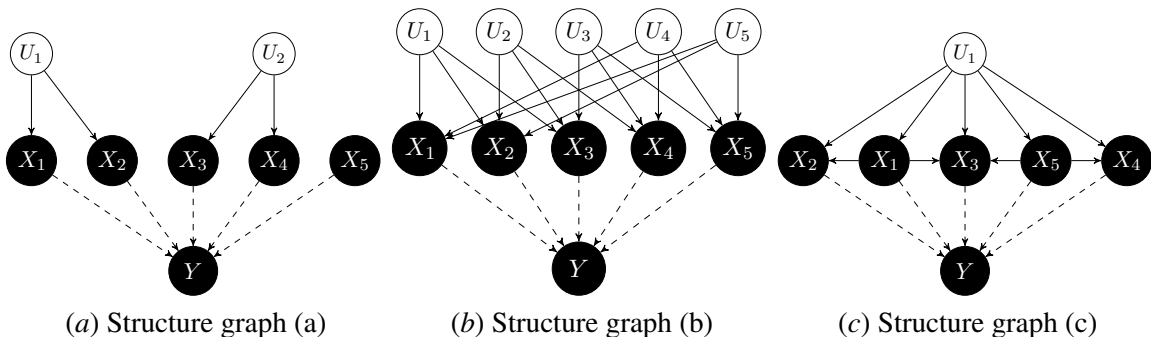 U₁ U₂
X₁ X₂ X₃ X₄ X₅
Y
(a) Structure graph (a)
U₁ U₂ U₃ U₄ U₅
X₁ X₂ X₃ X₄ X₅
Y
(b) Structure graph (b)
U₁
X₂ X₁ X₃ X₅ X₄
Y
(c) Structure graph (c)